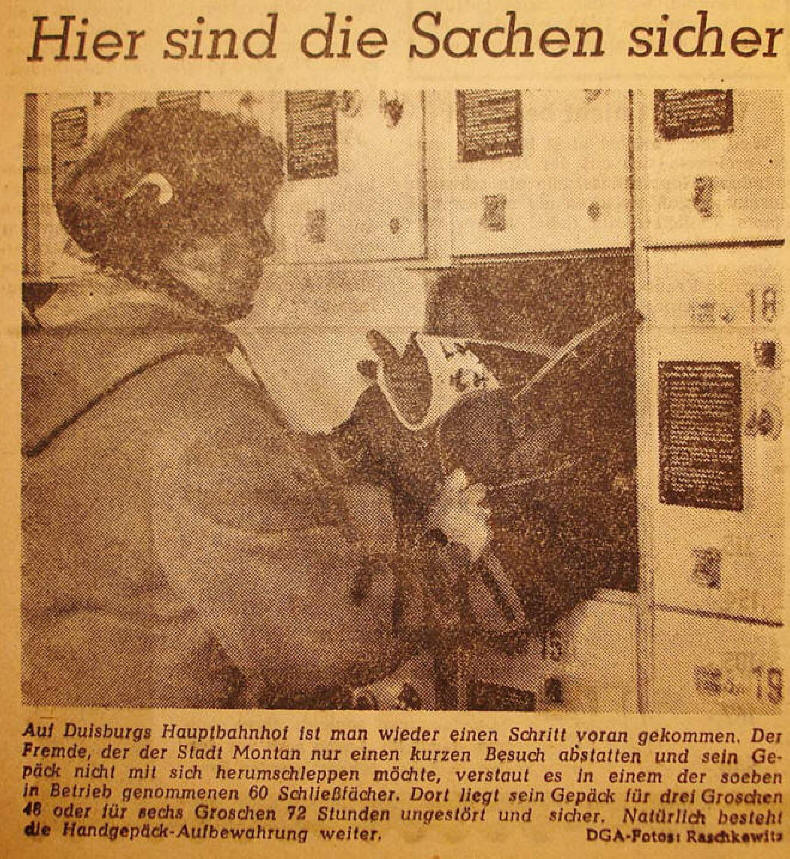 Hier sind die Sachen sicher
18
19
Auf Duisburgs Hauptbahnhof ist man wieder einen Schritt voran gekommen. Der
Fremde, der der Stadt Montan nur einen kurzen Besuch abstatten und sein Ge-
päck nicht mit sich herumschleppen möchte, verstaut es in einem der soeben
in Betrieb genommenen 60 Schließfächer. Dort liegt sein Gepäck für drei Groschen
48 oder für sechs Groschen 72 Stunden ungestört und sicher. Natürlich besteht
die Handgepäck-Aufbewahrung weiter.
DGA-Fotos: Raschkewitz